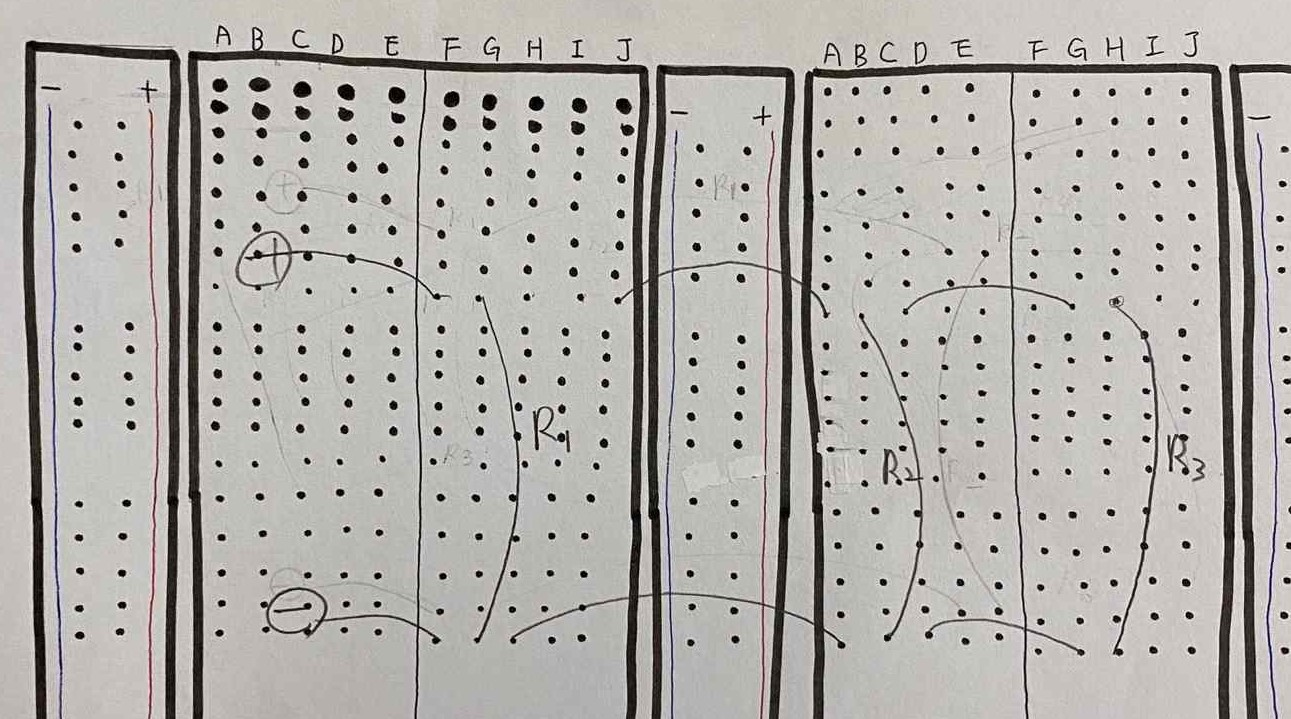 A B C D E F G H I J A B C D E F G H I J
- + - + -
+
R1
R2 R3
-